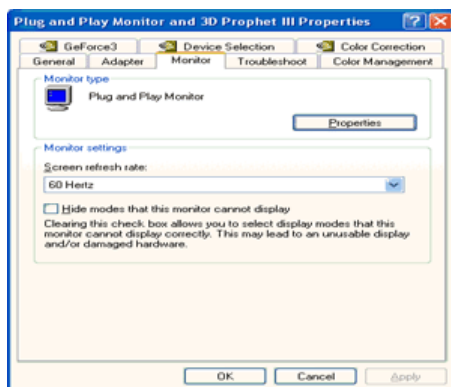 Plug and Play Monitor and 3D Prophet III Properties
GeForce3 Device Selection Color Correction
General Adapter Monitor Troubleshoot Color Management
Monitor type
Plug and Play Monitor
Properties
Monitor settings
Screen refresh rate:
60 Hertz
Hide modes that this monitor cannot display
Clearing this check box allows you to select display modes that this
monitor cannot display correctly. This may lead to an unusable display
and/or damaged hardware.
OK Cancel Apply